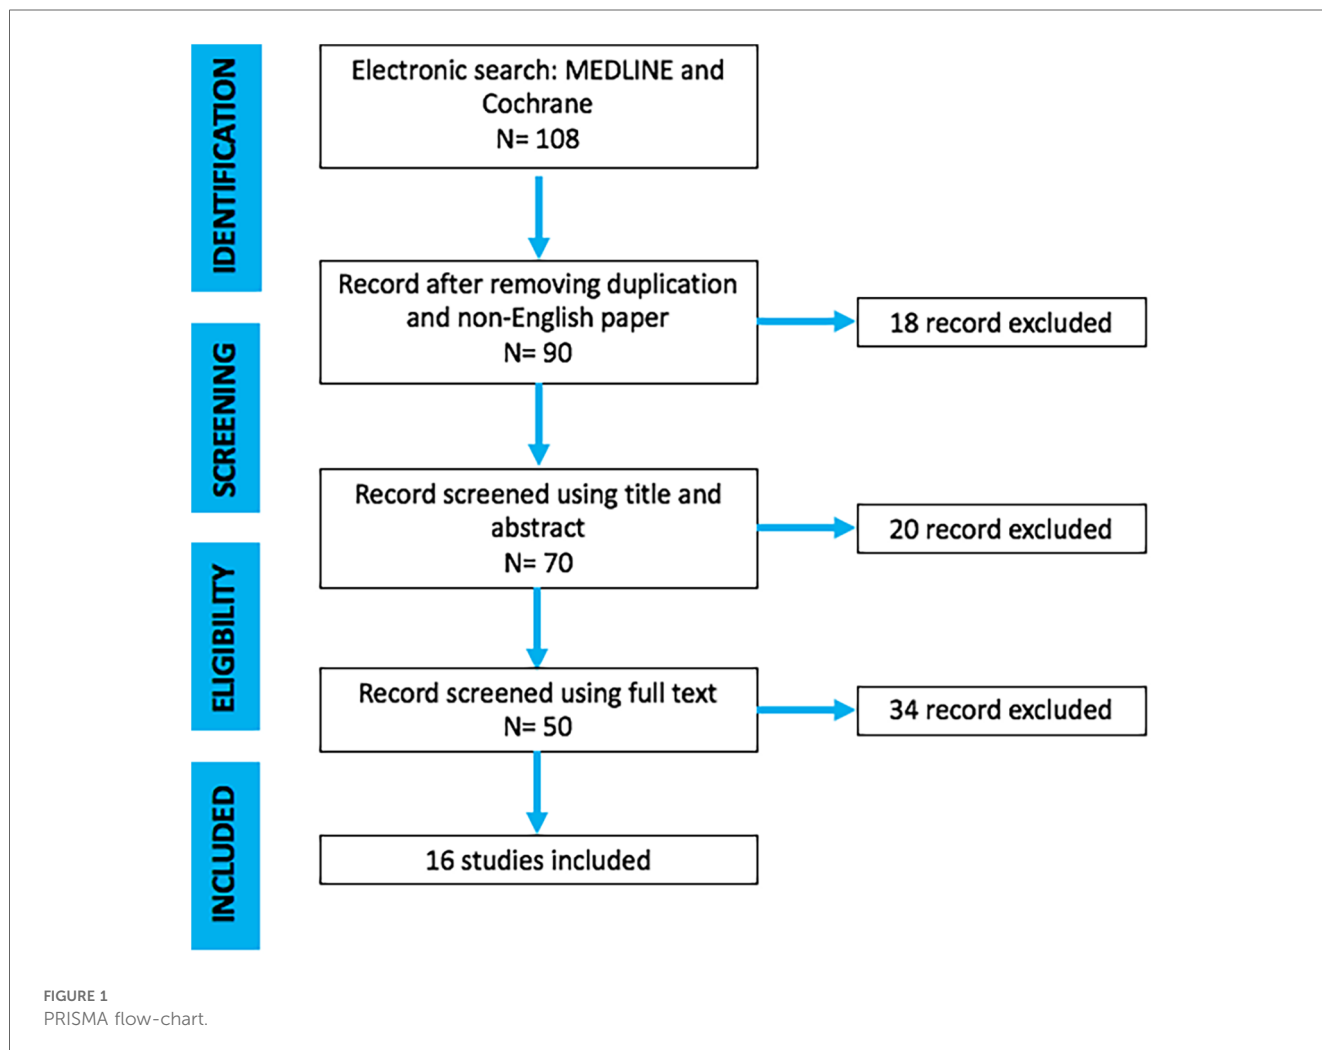 IDENTIFICATION
Electronic search: MEDLINE and
Cochrane
N= 108
Record after removing duplication
and non-English paper
N= 90
18 record excluded
SCREENING
Record screened using title and
abstract
N= 70
20 record excluded
ELIGIBILITY
Record screened using full text
N= 50
34 record excluded
INCLUDED
16 studies included
FIGURE 1
PRISMA flow-chart.